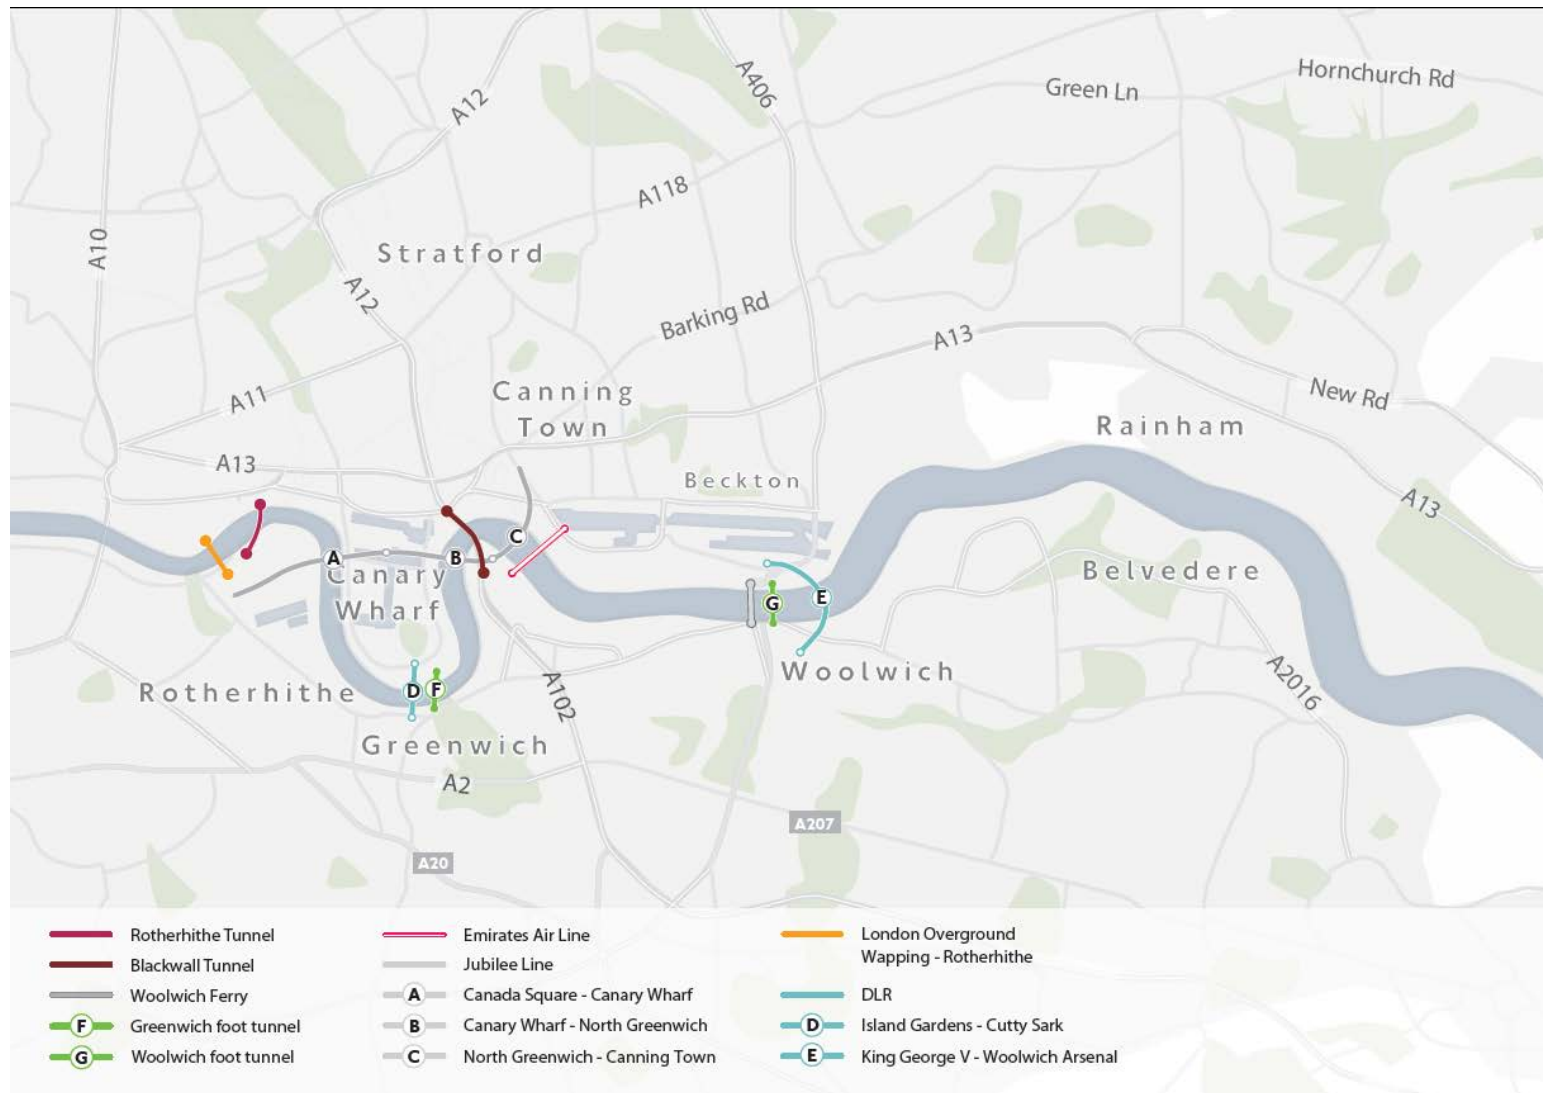 A12
A406
Green Ln
Hornchurch Rd
A118
A10
Stratford
A12
Barking Rd
A13
A11
Canning
Town
New Rd
Rainham
A13
Beckton
A13
C
A
B
Canary
Wharf
Belvedere
G
E
Woolwich
A2016
Rotherhithe
D
F
A102
Greenwich
A2
A207
A20
Rotherhithe Tunnel
Blackwall Tunnel
Woolwich Ferry
F Greenwich foot tunnel
G Woolwich foot tunnel
Emirates Air Line
Jubilee Line
A Canada Square - Canary Wharf
B Canary Wharf - North Greenwich
C North Greenwich - Canning Town
London Overground
Wapping - Rotherhithe
DLR
D Island Gardens - Cutty Sark
E King George V - Woolwich Arsenal